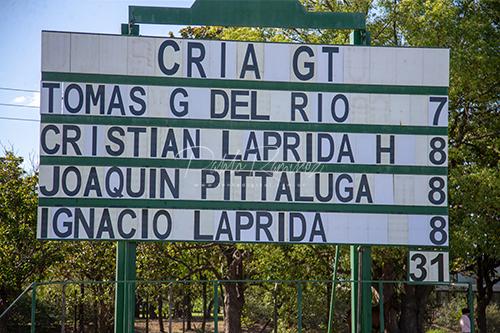 CRIA GT
TOMAS G DEL RIO 7
CRISTIAN LAPRIDA H 8
JOAQUIN PITTALUGA 8
IGNACIO LAPRIDA 8
31